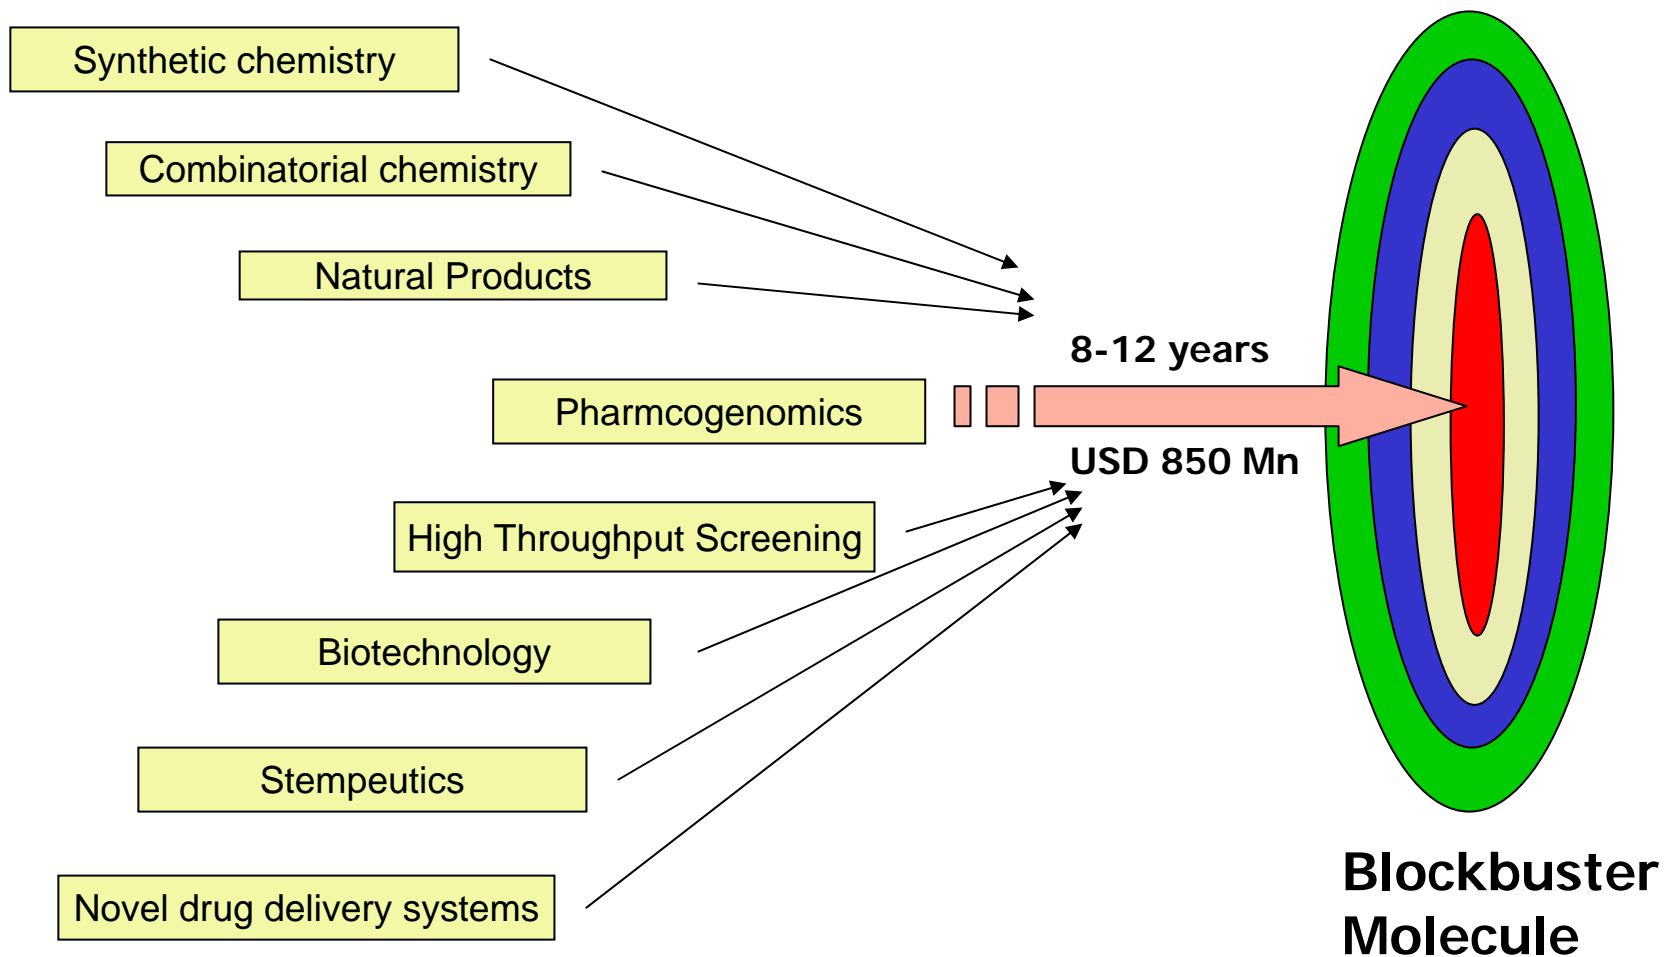 Synthetic chemistry
Combinatorial chemistry
Natural Products
8-12 years
Pharmcogenomics
USD 850 Mn
High Throughput Screening
Biotechnology
Stempeutics
Novel drug delivery systems
Blockbuster
Molecule